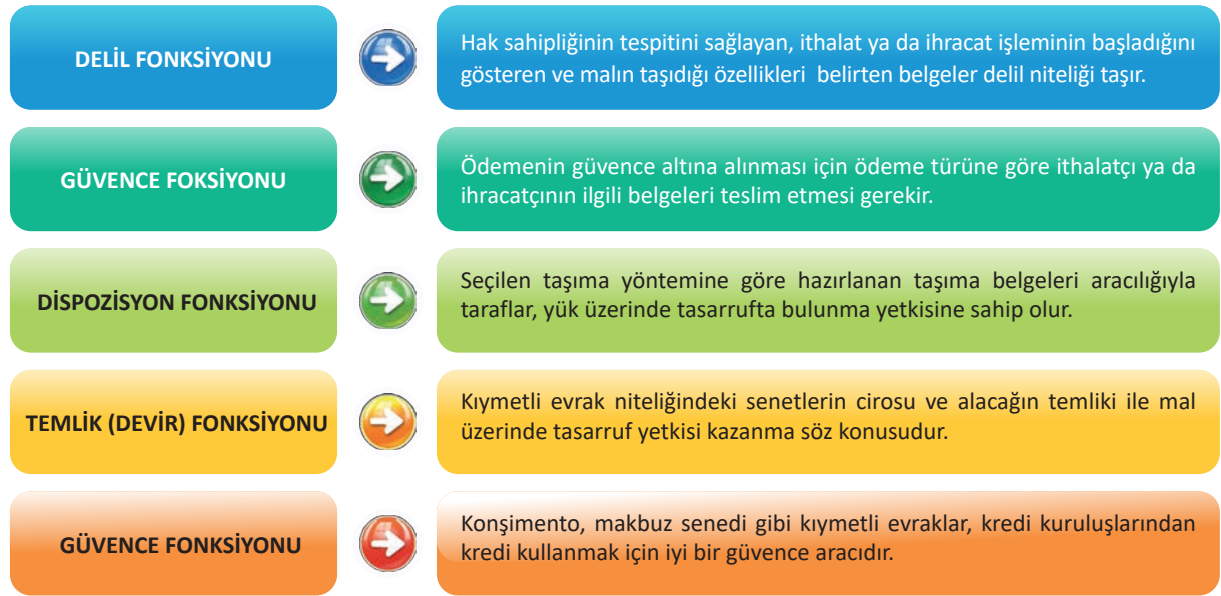 DELİL FONKSİYONU
Hak sahipliğinin tespitini sağlayan, ithalat ya da ihracat işleminin başladığını
gösteren ve malın taşıdığı özellikleri belirten belgeler delil niteliği taşır.
GÜVENCE FOKSİYONU
Ödemenin güvence altına alınması için ödeme türüne göre ithalatçı ya da
ihracatçının ilgili belgeleri teslim etmesi gerekir.
DİSPOZİSYON FONKSİYONU
Seçilen taşıma yöntemine göre hazırlanan taşıma belgeleri aracılığıyla
taraflar, yük üzerinde tasarrufta bulunma yetkisine sahip olur.
TEMLİK (DEVİR) FONKSİYONU
Kıymetli evrak niteliğindeki senetlerin cirosu ve alacağın temliki ile mal
üzerinde tasarruf yetkisi kazanma söz konusudur.
GÜVENCE FONKSİYONU
Konşimento, makbuz senedi gibi kıymetli evraklar, kredi kuruluşlarından
kredi kullanmak için iyi bir güvence aracıdır.